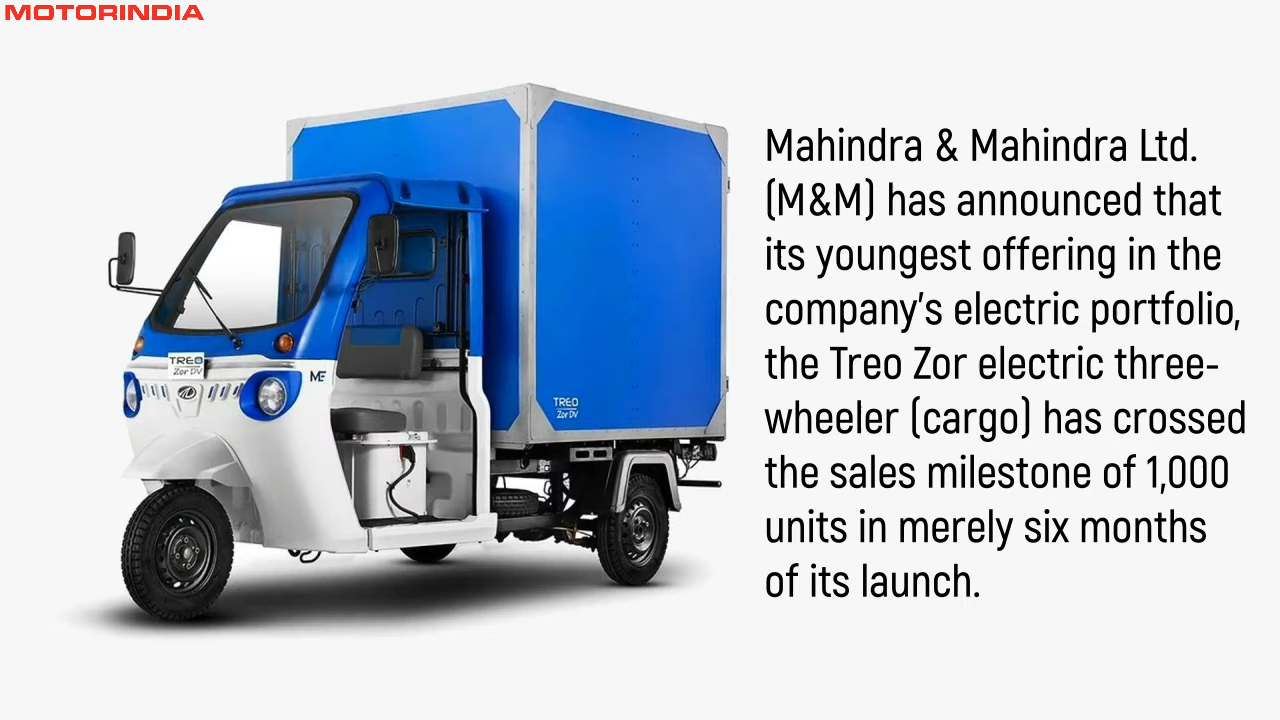 MOTORINDIA
Mahindra & Mahindra Ltd.
(M&M) has announced that
its youngest offering in the
company's electric portfolio,
the Treo Zor electric three-
wheeler (cargo) has crossed
the sales milestone of 1,000
units in merely six months
of its launch.
TREO
Zor DV
ME
TREO
Zor DV